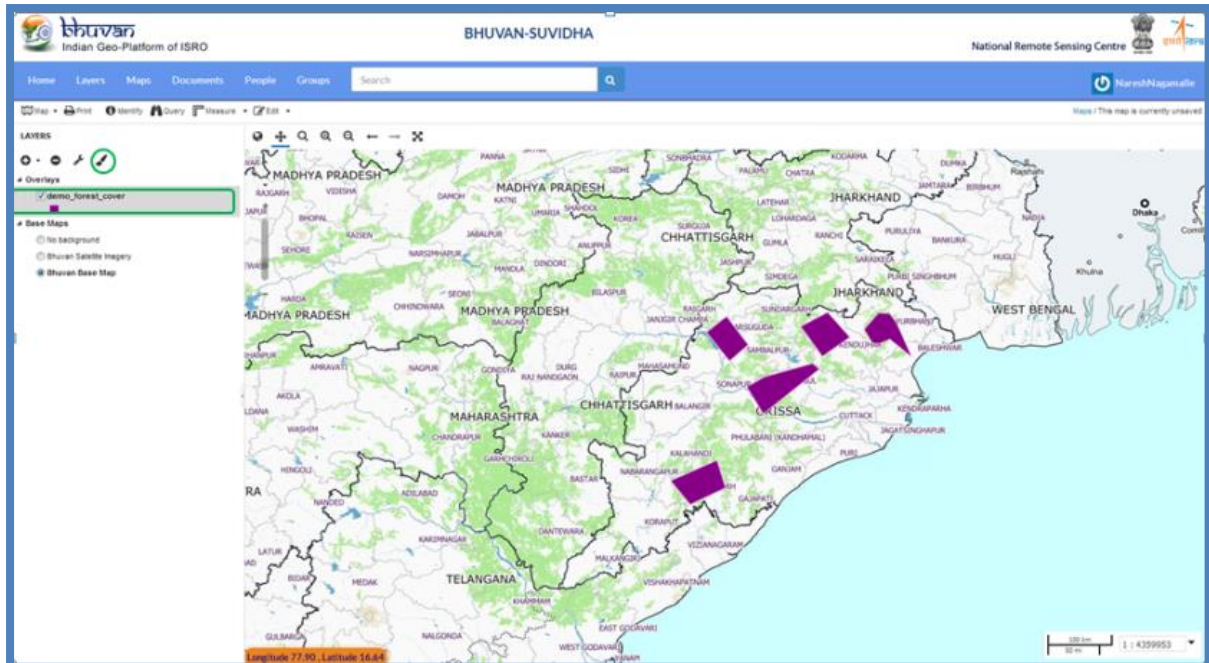 bhuvan
Indian Geo-Platform of ISRO
BHUVAN-SUVIDHA
National Remote Sensing Centre
Home Layers Maps Documents People Groups Search
NareshNagamalle
Map Print Identify Query Measure Edit
Maps / This map is currently unsaved
LAYERS
Overlays
demo_forest_cover
Base Maps
No background
Bhuvan Satellite Imagery
Bhuvan Base Map
PANNA SIDHI SONBHADRA PALAMU CHATRA KODARMA DUMKA
MADHYA PRADESH
RAJGARH VIDISHA DAMOH KATNI
MADHYA PRADESH
UMARIA SHAHDOL KOREA
LATEHAR JHARKHAND JAMTARA BIRBHUM
BHOPAL JABALPUR ANUPPUR SURGUJA LOHARDAGA
SEHORE RAISEN NARSIMHAPUR DINDORI MANDLA
CHHATTISGARH GUMLA RANCHI PURULIYA BANKURA NADIA
Dhaka
JASHPUR SIMDEGA SARAIKELA PURBI SINGHBHUM HUGLI Khulna
HARDA CHHINDWARA SEONI BILASPUR
JHARKHAND
MADHYA PRADESH
MADHYA PRADESH
BALAGHAT JANJGIR CHAMPA RAIGARH SUNDARGARH
WEST BENGAL
SAMBALPUR KENDUJHAR BALESHWAR
AMRAVATI NAGPUR GONDIYA DURG RAJ NANDGAON RAIPUR MAHASAMUND
SONAPUR JAJAPUR
AKOLA
MAHARASHTRA
CHHATTISGARH BALANGIR ORISSA CUTTACK KENDRAPARHA
WASHIM CHANDRAPUR KANKER PHULABANI (KANDHAMAL) JAGATSINGHAPUR
GARHCHIROLI KALAHANDI PURI
HINGOLI BASTAR NABARANGAPUR GANJAM
NANDED ADILABAD GAJAPATI
KARIMNAGAR DANTEWARA KORAPUT
VIZIANAGARAM
LATUR MALKANGIRI
BIDAR MEDAK TELANGANA VISHAKHAPATNAM
KHAMMAM
GULBARGA NALGONDA EAST GODAVARI
WEST GODAVARI
Longitude 77.90 , Latitude 16.64
100 km
50 mi
1 : 4359953